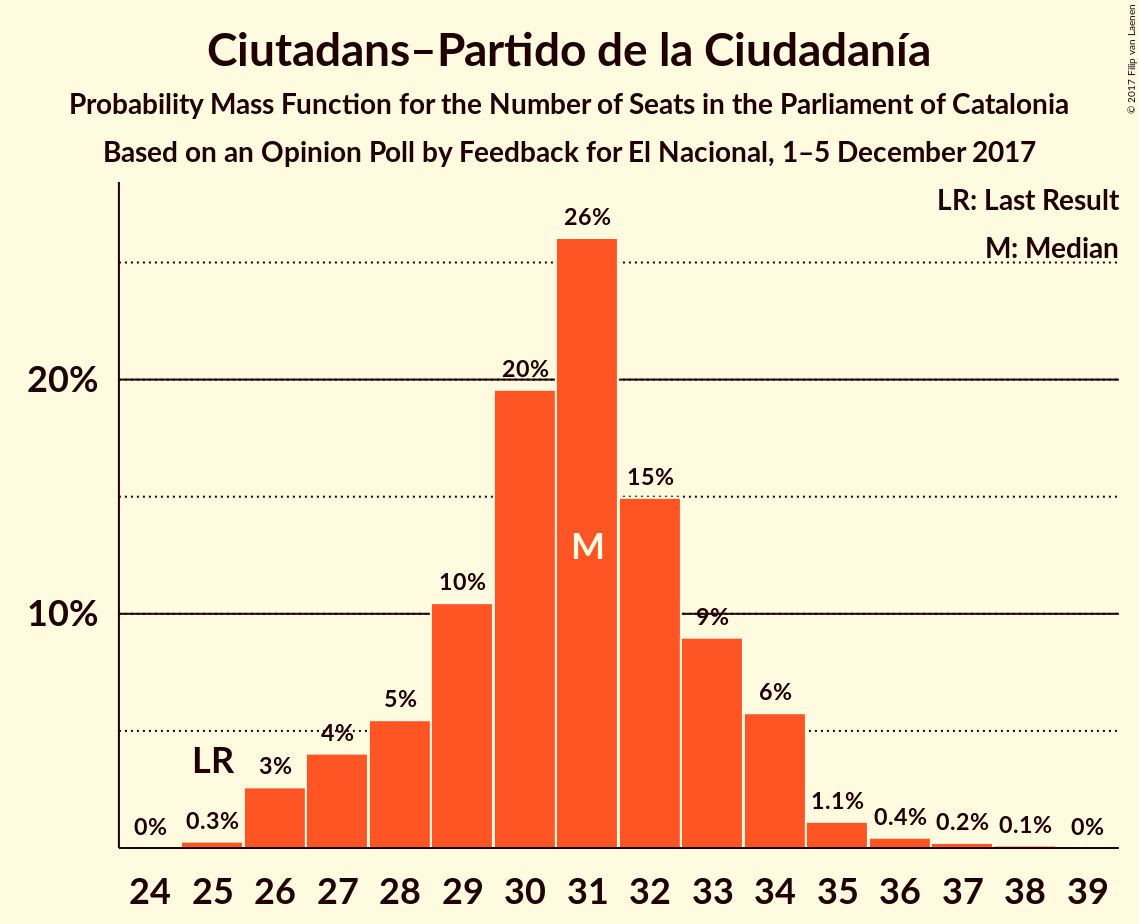 Ciutadans–Partido de la Ciudadanía
Probability Mass Function for the Number of Seats in the Parliament of Catalonia
Based on an Opinion Poll by Feedback for El Nacional, 1–5 December 2017
© 2017 Filip van Laenen
LR: Last Result
M: Median
26%
20%
20%
15%
M
10%
10%
9%
6%
5%
4%
LR
3%
1.1%
0% 0.3% 0.4% 0.2% 0.1% 0%
24 25 26 27 28 29 30 31 32 33 34 35 36 37 38 39